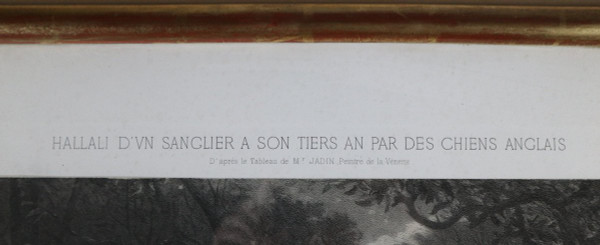 HALLALI D'VN SANGLIER A SON TIERS AN PAR DES CHIENS ANGLAIS
D'après le Tableau de Mr JADIN, Peintre de la Vénerie